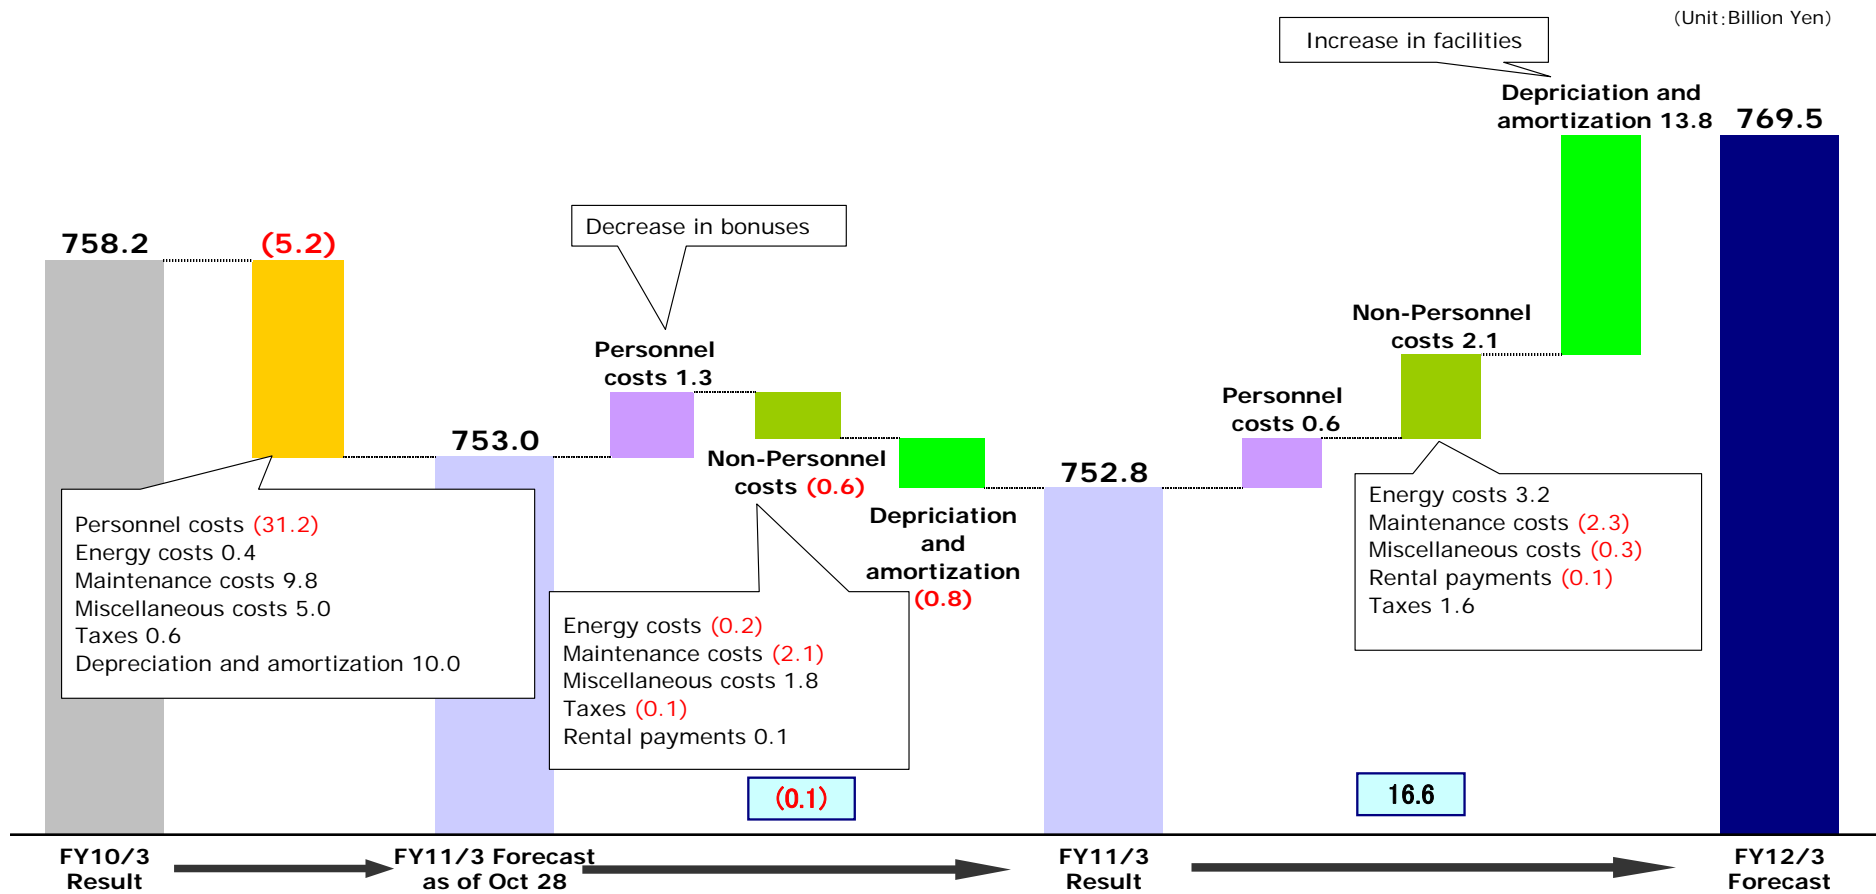 (Unit:Billion Yen)
Increase in facilities
Depriciation and
amortization 13.8
769.5
758.2
(5.2)
Decrease in bonuses
Personnel
costs 1.3
753.0
Non-Personnel
costs (0.6)
Depriciation
and
amortization
(0.8)
752.8
Personnel
costs 0.6
Non-Personnel
costs 2.1
Personnel costs (31.2)
Energy costs 0.4
Maintenance costs 9.8
Miscellaneous costs 5.0
Taxes 0.6
Depreciation and amortization 10.0
Energy costs (0.2)
Maintenance costs (2.1)
Miscellaneous costs 1.8
Taxes (0.1)
Rental payments 0.1
Energy costs 3.2
Maintenance costs (2.3)
Miscellaneous costs (0.3)
Rental payments (0.1)
Taxes 1.6
(0.1)
16.6
FY10/3
Result
FY11/3 Forecast
as of Oct 28
FY11/3
Result
FY12/3
Forecast